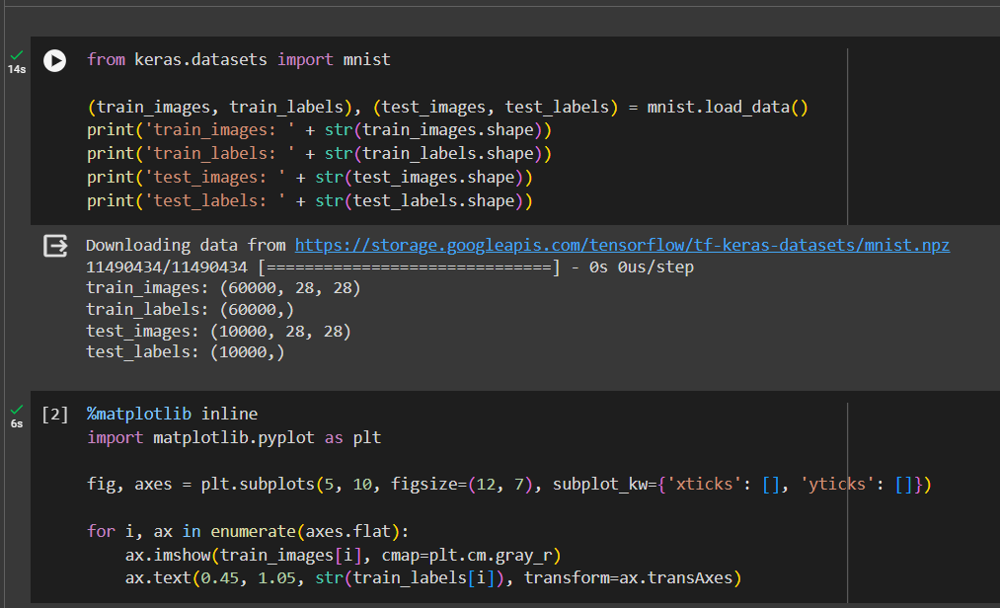 from keras.datasets import mnist
14s
(train_images, train_labels), (test_images, test_labels) = mnist.load_data()
print('train_images: ' + str(train_images.shape))
print('train_labels: ' + str(train_labels.shape))
print('test_images: ' + str(test_images.shape))
print('test_labels: ' + str(test_labels.shape))
Downloading data from https://storage.googleapis.com/tensorflow/tf-keras-datasets/mnist.npz
11490434/11490434 [==============================] - 0s 0us/step
train_images: (60000, 28, 28)
train_labels: (60000,)
test_images: (10000, 28, 28)
test_labels: (10000,)
[2] %matplotlib inline
6s
import matplotlib.pyplot as plt
fig, axes = plt.subplots(5, 10, figsize=(12, 7), subplot_kw={'xticks': [], 'yticks': []})
for i, ax in enumerate(axes.flat):
    ax.imshow(train_images[i], cmap=plt.cm.gray_r)
    ax.text(0.45, 1.05, str(train_labels[i]), transform=ax.transAxes)